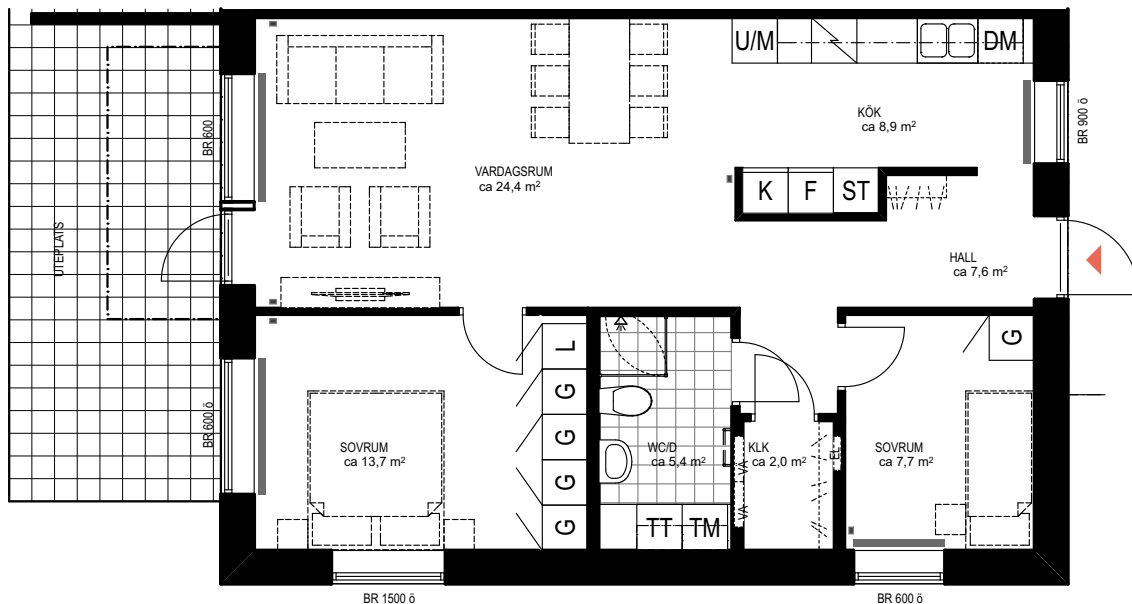 U/M
DM
KÖK
ca 8,9 m²
BR 900 ö
BR 600
VARDAGSRUM
ca 24,4 m²
K
F
ST
UTEPLATS
HALL
ca 7,6 m²
L
G
G
G
G
G
BR 600 ö
SOVRUM
ca 13,7 m²
WC/D
ca 5,4 m²
KLK
ca 2,0 m²
VA
VA
EL
SOVRUM
ca 7,7 m²
TT
TM
BR 1500 ö
BR 600 ö